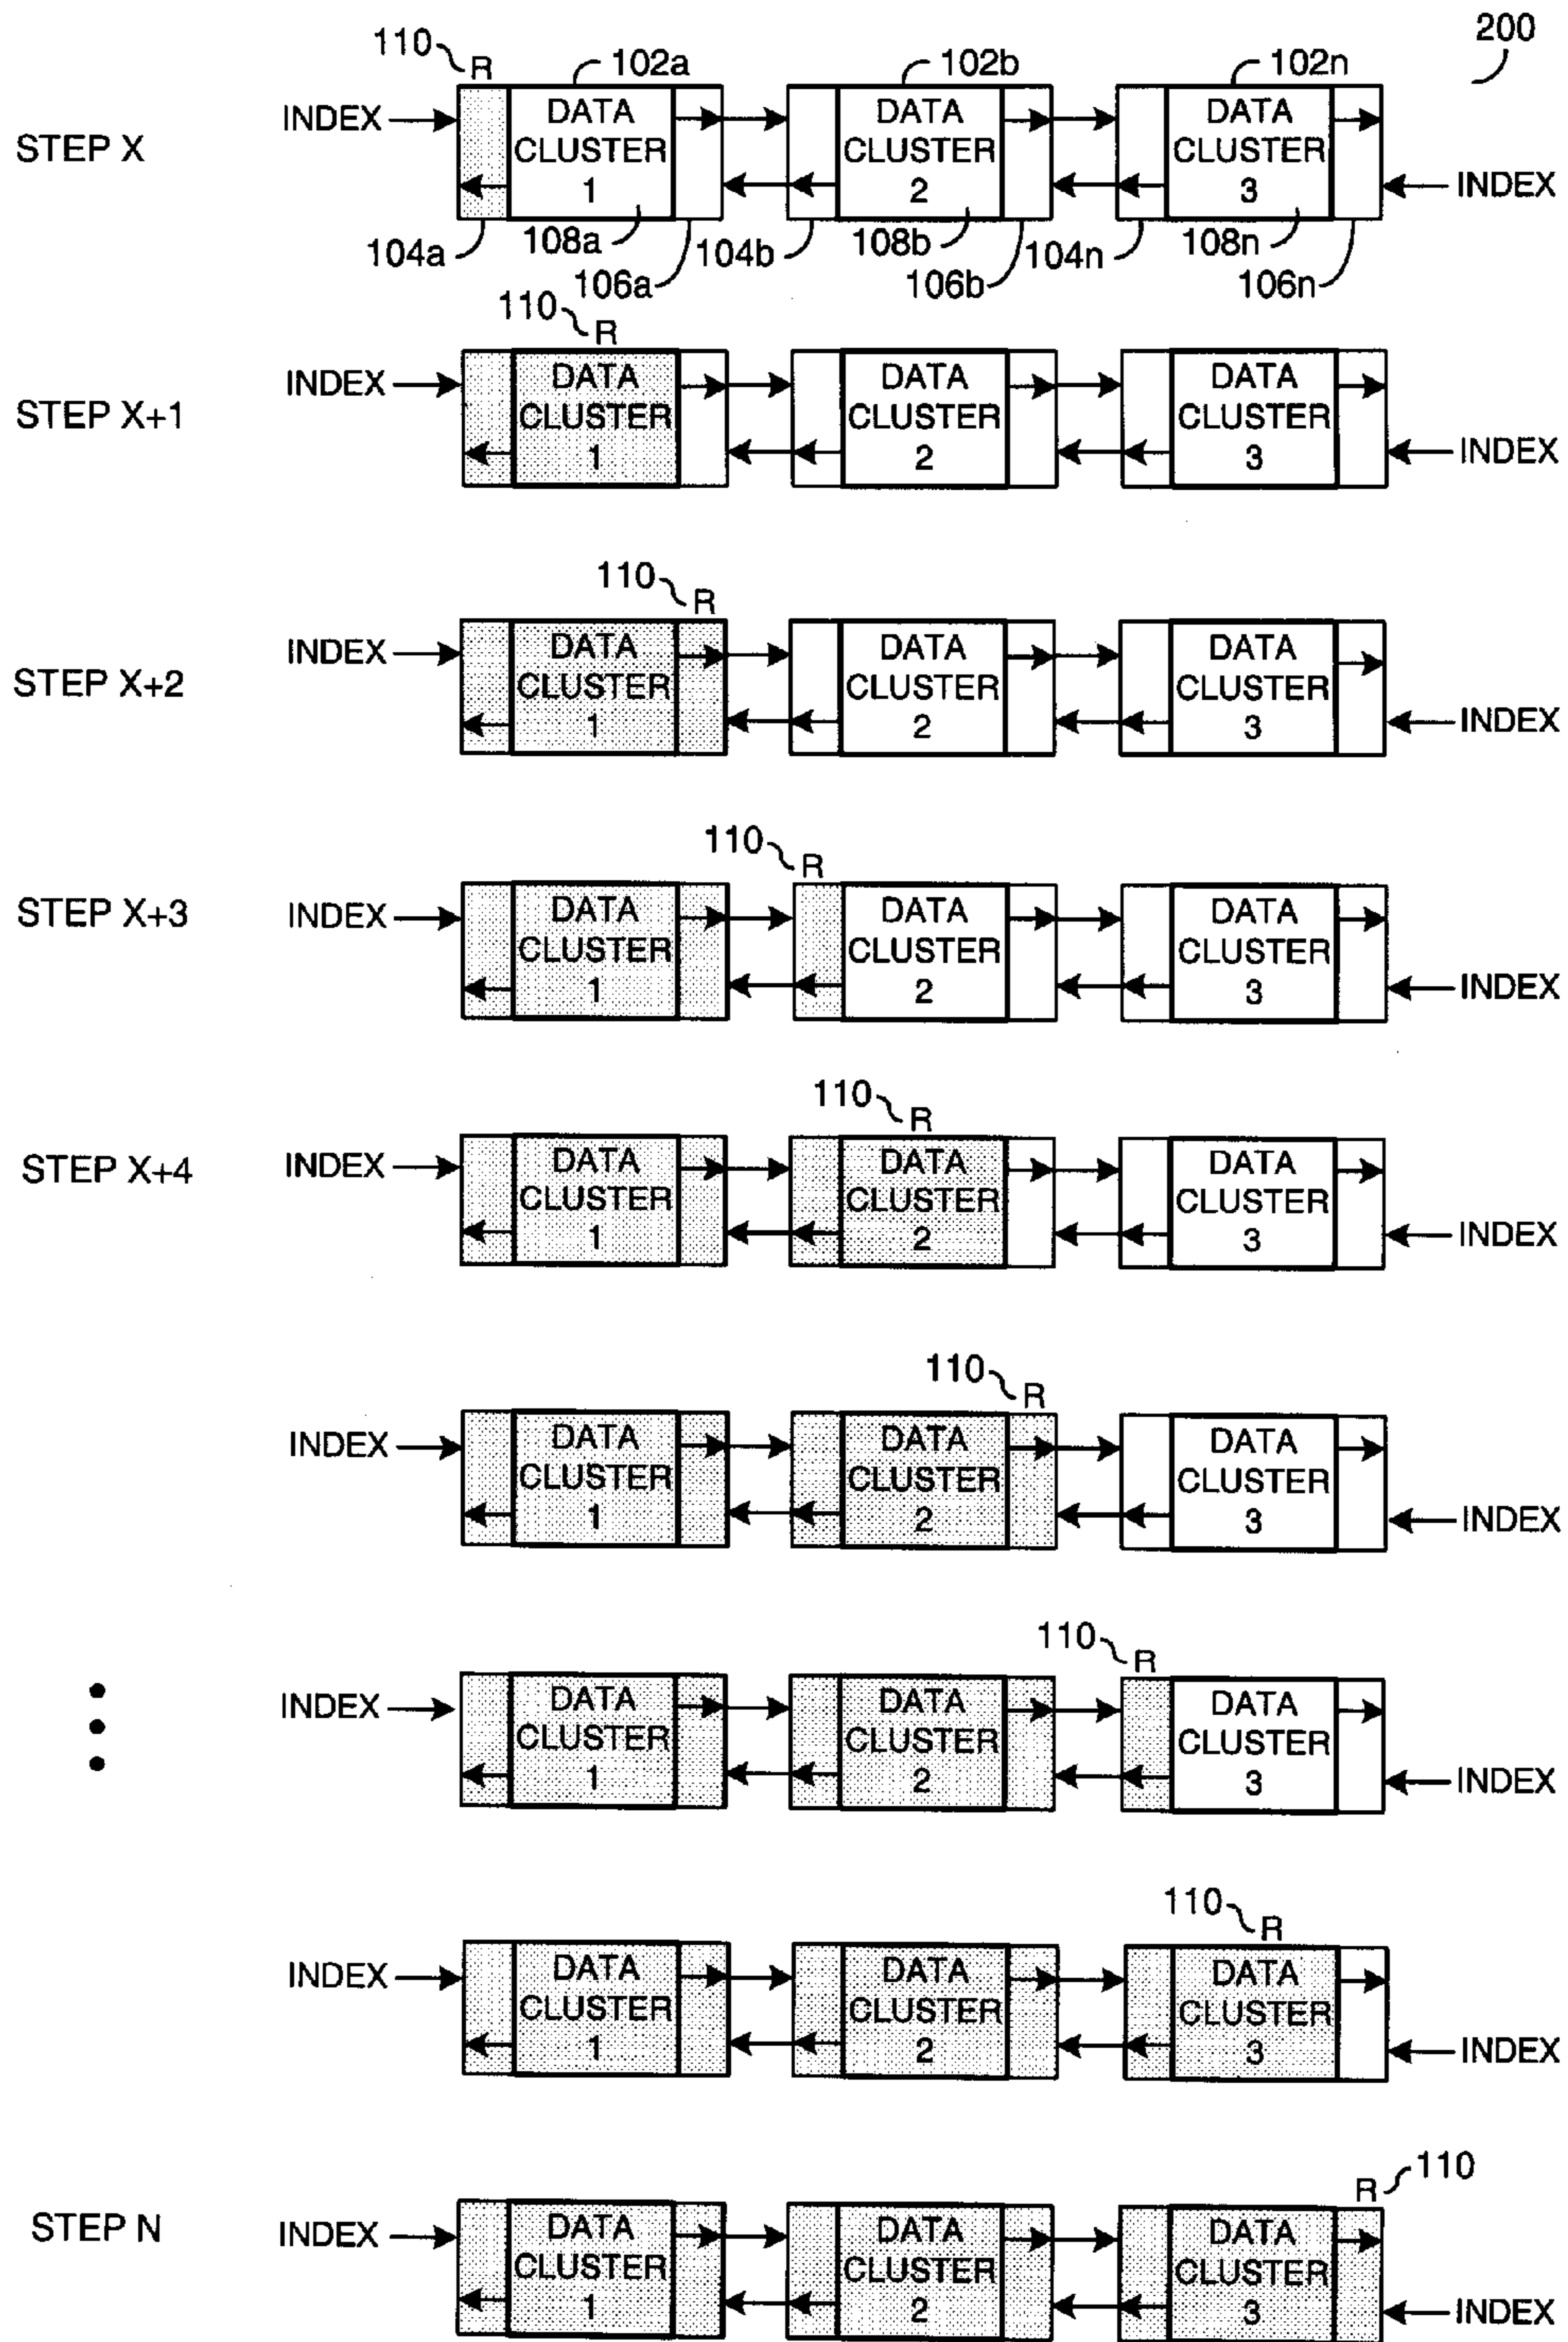 200
110 R 102a 102b 102n
STEP X INDEX DATA CLUSTER 1 DATA CLUSTER 2 DATA CLUSTER 3 INDEX
104a 108a 106a 104b 108b 106b 104n 108n 106n
110 R
STEP X+1 INDEX DATA CLUSTER 1 DATA CLUSTER 2 DATA CLUSTER 3 INDEX
110 R
STEP X+2 INDEX DATA CLUSTER 1 DATA CLUSTER 2 DATA CLUSTER 3 INDEX
110 R
STEP X+3 INDEX DATA CLUSTER 1 DATA CLUSTER 2 DATA CLUSTER 3 INDEX
110 R
STEP X+4 INDEX DATA CLUSTER 1 DATA CLUSTER 2 DATA CLUSTER 3 INDEX
110 R
INDEX DATA CLUSTER 1 DATA CLUSTER 2 DATA CLUSTER 3 INDEX
110 R
INDEX DATA CLUSTER 1 DATA CLUSTER 2 DATA CLUSTER 3 INDEX
110 R
INDEX DATA CLUSTER 1 DATA CLUSTER 2 DATA CLUSTER 3 INDEX
R 110
STEP N INDEX DATA CLUSTER 1 DATA CLUSTER 2 DATA CLUSTER 3 INDEX